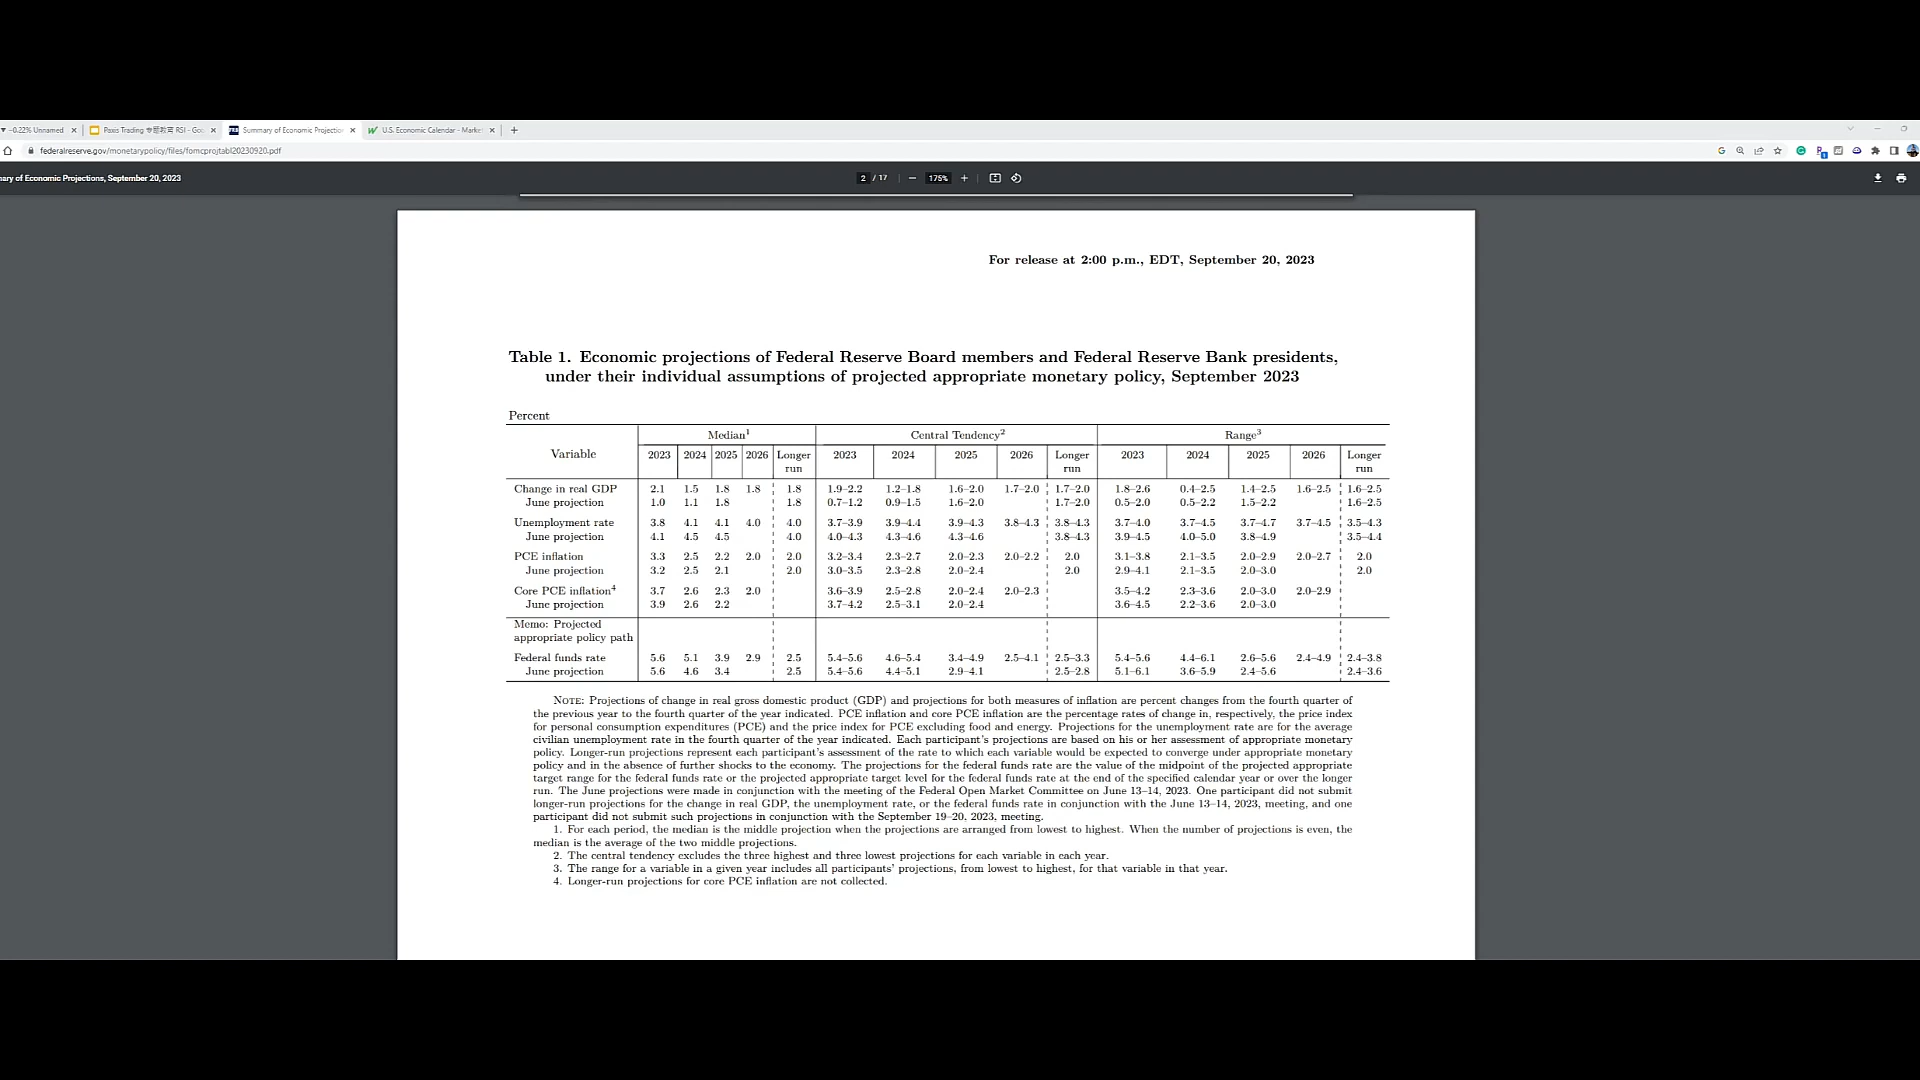 -0.22% Unnamed
Paxis Trading 专题教育 RSI - Goo
Summary of Economic Projection
U.S. Economic Calendar - Marke
federalreserve.gov/monetarypolicy/files/fomcprojtabl20230920.pdf
ary of Economic Projections, September 20, 2023
2 / 17
175%
For release at 2:00 p.m., EDT, September 20, 2023
Table 1. Economic projections of Federal Reserve Board members and Federal Reserve Bank presidents,
under their individual assumptions of projected appropriate monetary policy, September 2023
Percent
Variable Median1 Central Tendency2 Range3
2023 2024 2025 2026 Longer run 2023 2024 2025 2026 Longer run 2023 2024 2025 2026 Longer run
Change in real GDP 2.1 1.5 1.8 1.8 1.8 1.9–2.2 1.2–1.8 1.6–2.0 1.7–2.0 1.7–2.0 1.8–2.6 0.4–2.5 1.4–2.5 1.6–2.5 1.6–2.5
June projection 1.0 1.1 1.8 1.8 0.7–1.2 0.9–1.5 1.6–2.0 1.7–2.0 0.5–2.0 0.5–2.2 1.5–2.2 1.6–2.5
Unemployment rate 3.8 4.1 4.1 4.0 4.0 3.7–3.9 3.9–4.4 3.9–4.3 3.8–4.3 3.8–4.3 3.7–4.0 3.7–4.5 3.7–4.7 3.7–4.5 3.5–4.3
June projection 4.1 4.5 4.5 4.0 4.0–4.3 4.3–4.6 4.3–4.6 3.8–4.3 3.9–4.5 4.0–5.0 3.8–4.9 3.5–4.4
PCE inflation 3.3 2.5 2.2 2.0 2.0 3.2–3.4 2.3–2.7 2.0–2.3 2.0–2.2 2.0 3.1–3.8 2.1–3.5 2.0–2.9 2.0–2.7 2.0
June projection 3.2 2.5 2.1 2.0 3.0–3.5 2.3–2.8 2.0–2.4 2.0 2.9–4.1 2.1–3.5 2.0–3.0 2.0
Core PCE inflation4 3.7 2.6 2.3 2.0 3.6–3.9 2.5–2.8 2.0–2.4 2.0–2.3 3.5–4.2 2.3–3.6 2.0–3.0 2.0–2.9
June projection 3.9 2.6 2.2 3.7–4.2 2.5–3.1 2.0–2.4 3.6–4.5 2.2–3.6 2.0–3.0
Memo: Projected
appropriate policy path
Federal funds rate 5.6 5.1 3.9 2.9 2.5 5.4–5.6 4.6–5.4 3.4–4.9 2.5–4.1 2.5–3.3 5.4–5.6 4.4–6.1 2.6–5.6 2.4–4.9 2.4–3.8
June projection 5.6 4.6 3.4 2.5 5.4–5.6 4.4–5.1 2.9–4.1 2.5–2.8 5.1–6.1 3.6–5.9 2.4–5.6 2.4–3.6
NOTE: Projections of change in real gross domestic product (GDP) and projections for both measures of inflation are percent changes from the fourth quarter of
the previous year to the fourth quarter of the year indicated. PCE inflation and core PCE inflation are the percentage rates of change in, respectively, the price index
for personal consumption expenditures (PCE) and the price index for PCE excluding food and energy. Projections for the unemployment rate are for the average
civilian unemployment rate in the fourth quarter of the year indicated. Each participant's projections are based on his or her assessment of appropriate monetary
policy. Longer-run projections represent each participant's assessment of the rate to which each variable would be expected to converge under appropriate monetary
policy and in the absence of further shocks to the economy. The projections for the federal funds rate are the value of the midpoint of the projected appropriate
target range for the federal funds rate or the projected appropriate target level for the federal funds rate at the end of the specified calendar year or over the longer
run. The June projections were made in conjunction with the meeting of the Federal Open Market Committee on June 13–14, 2023. One participant did not submit
longer-run projections for the change in real GDP, the unemployment rate, or the federal funds rate in conjunction with the June 13–14, 2023, meeting, and one
participant did not submit such projections in conjunction with the September 19–20, 2023, meeting.
1. For each period, the median is the middle projection when the projections are arranged from lowest to highest. When the number of projections is even, the
median is the average of the two middle projections.
2. The central tendency excludes the three highest and three lowest projections for each variable in each year.
3. The range for a variable in a given year includes all participants' projections, from lowest to highest, for that variable in that year.
4. Longer-run projections for core PCE inflation are not collected.